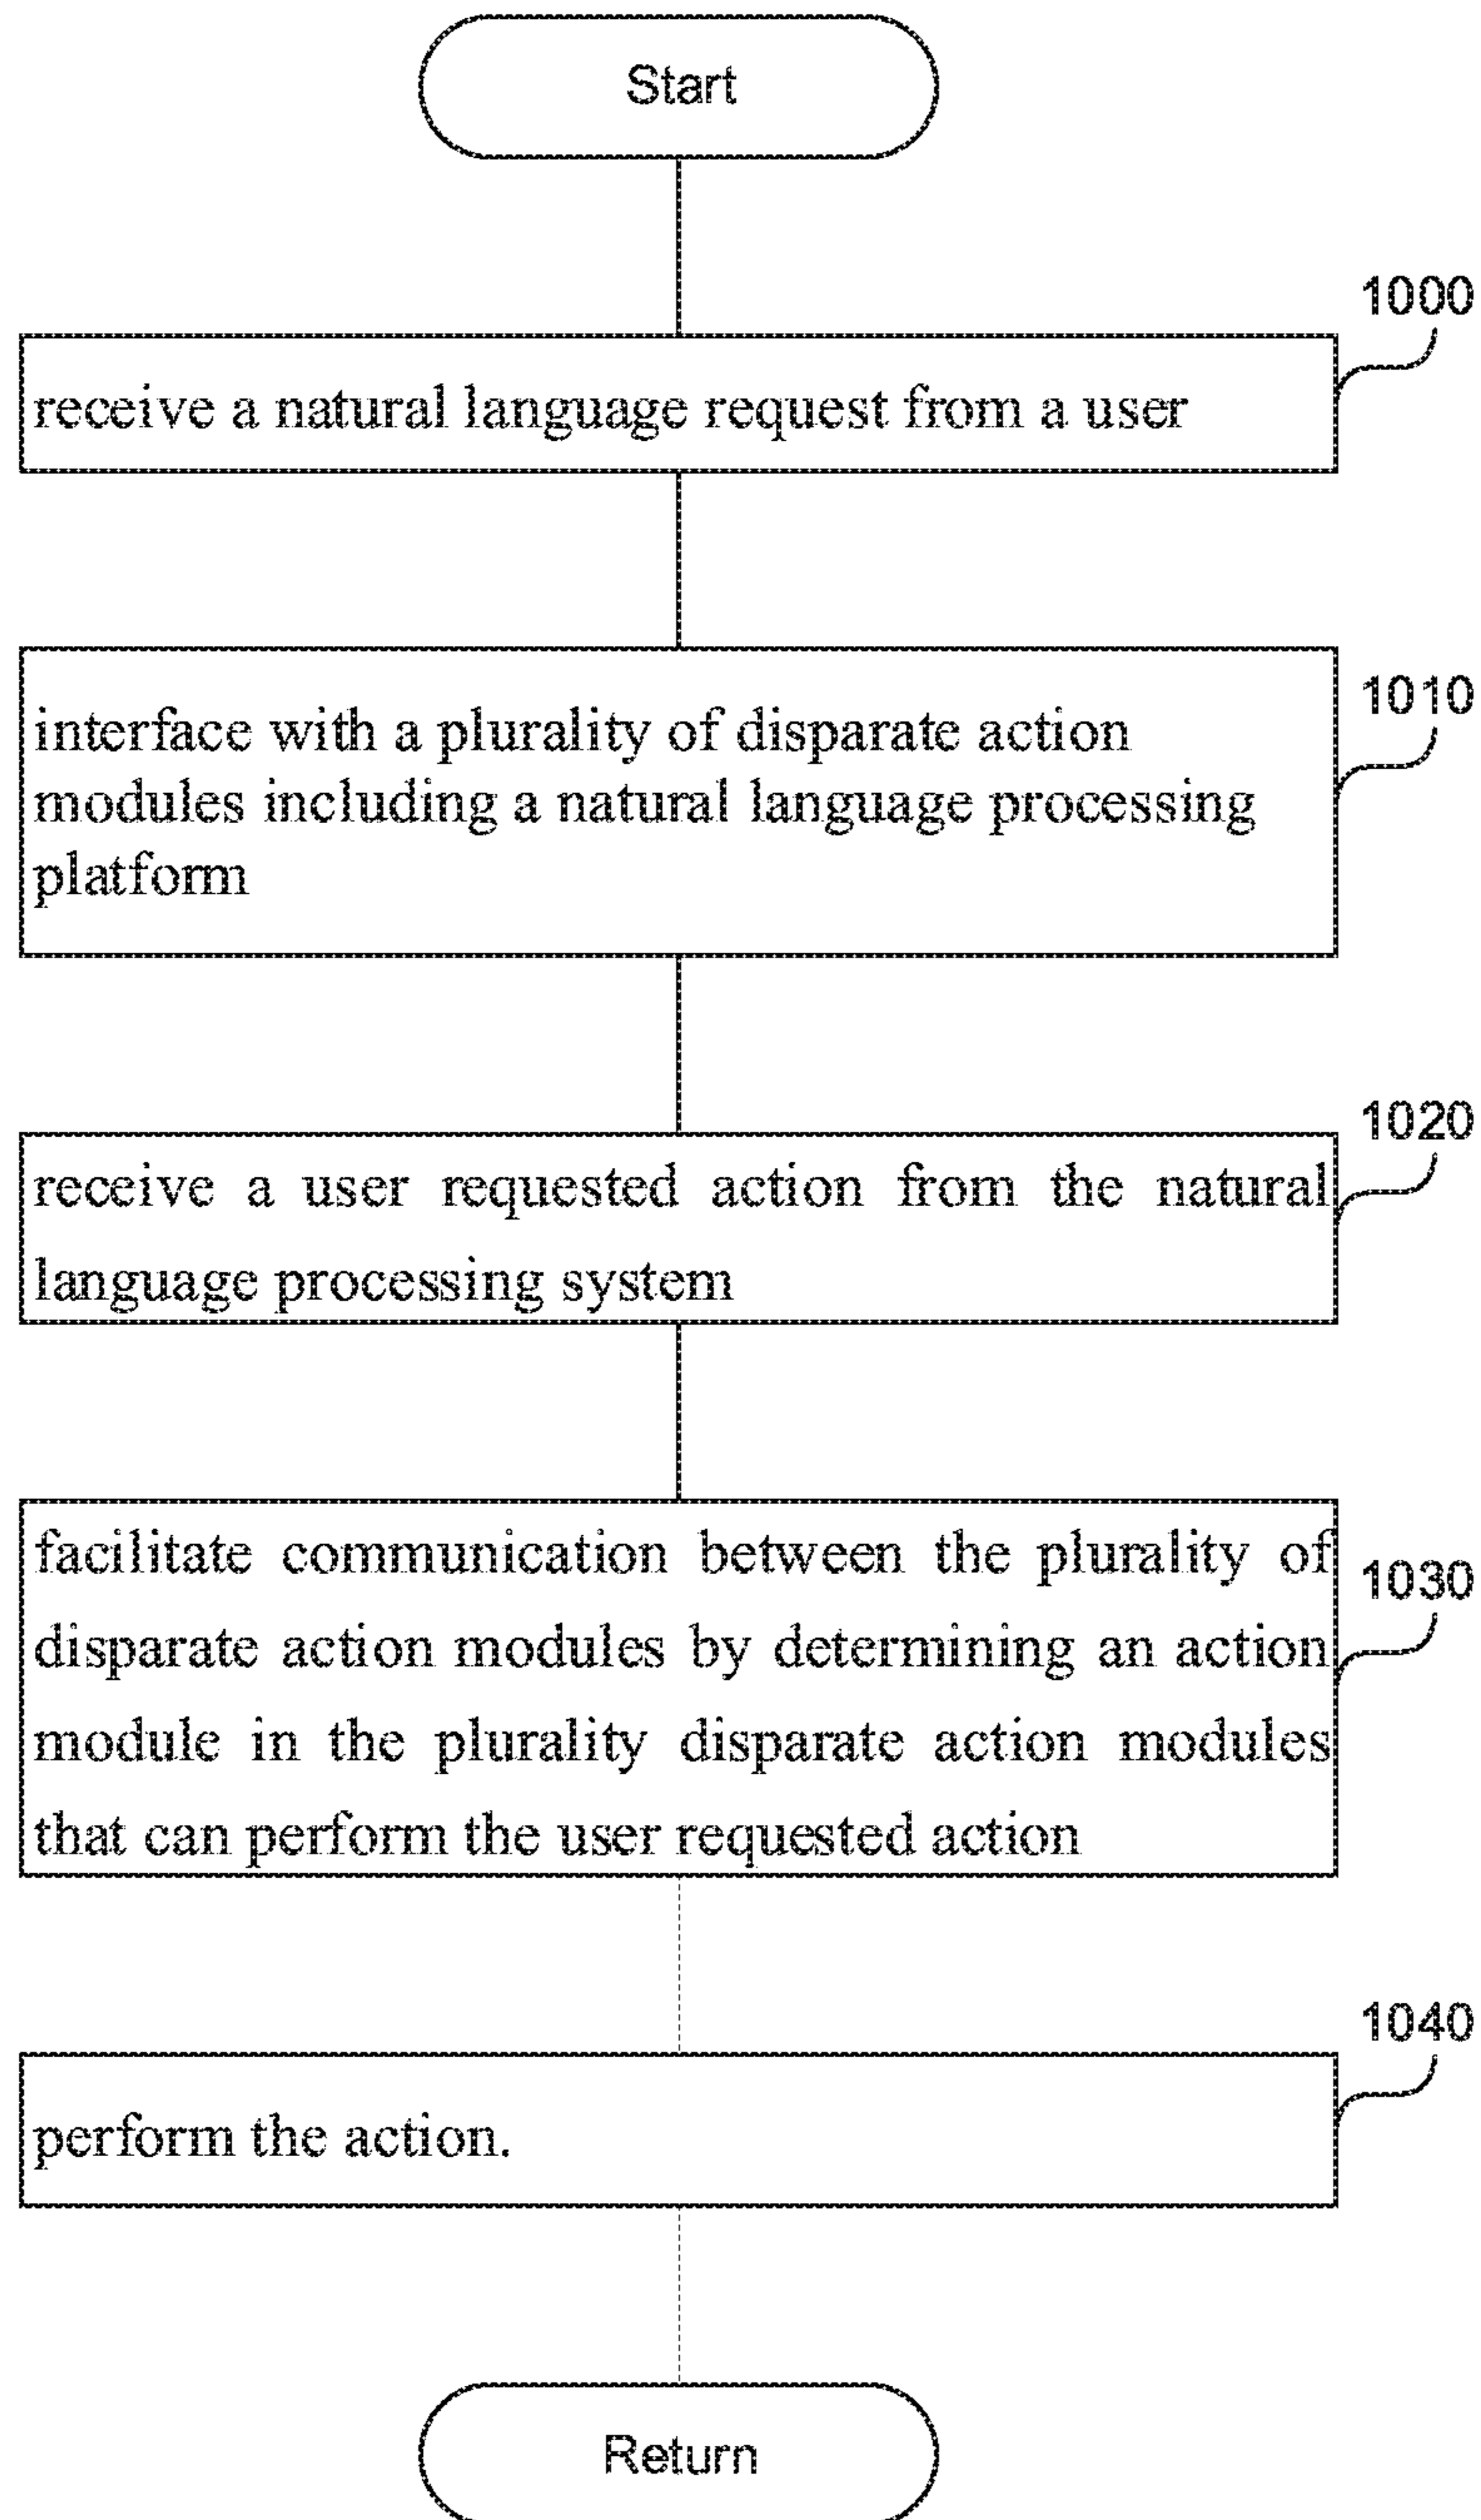 Start
1000
receive a natural language request from a user
1010
interface with a plurality of disparate action
modules including a natural language processing
platform
1020
receive a user requested action from the natural
language processing system
1030
facilitate communication between the plurality of
disparate action modules by determining an action
module in the plurality disparate action modules
that can perform the user requested action
1040
perform the action.
Return